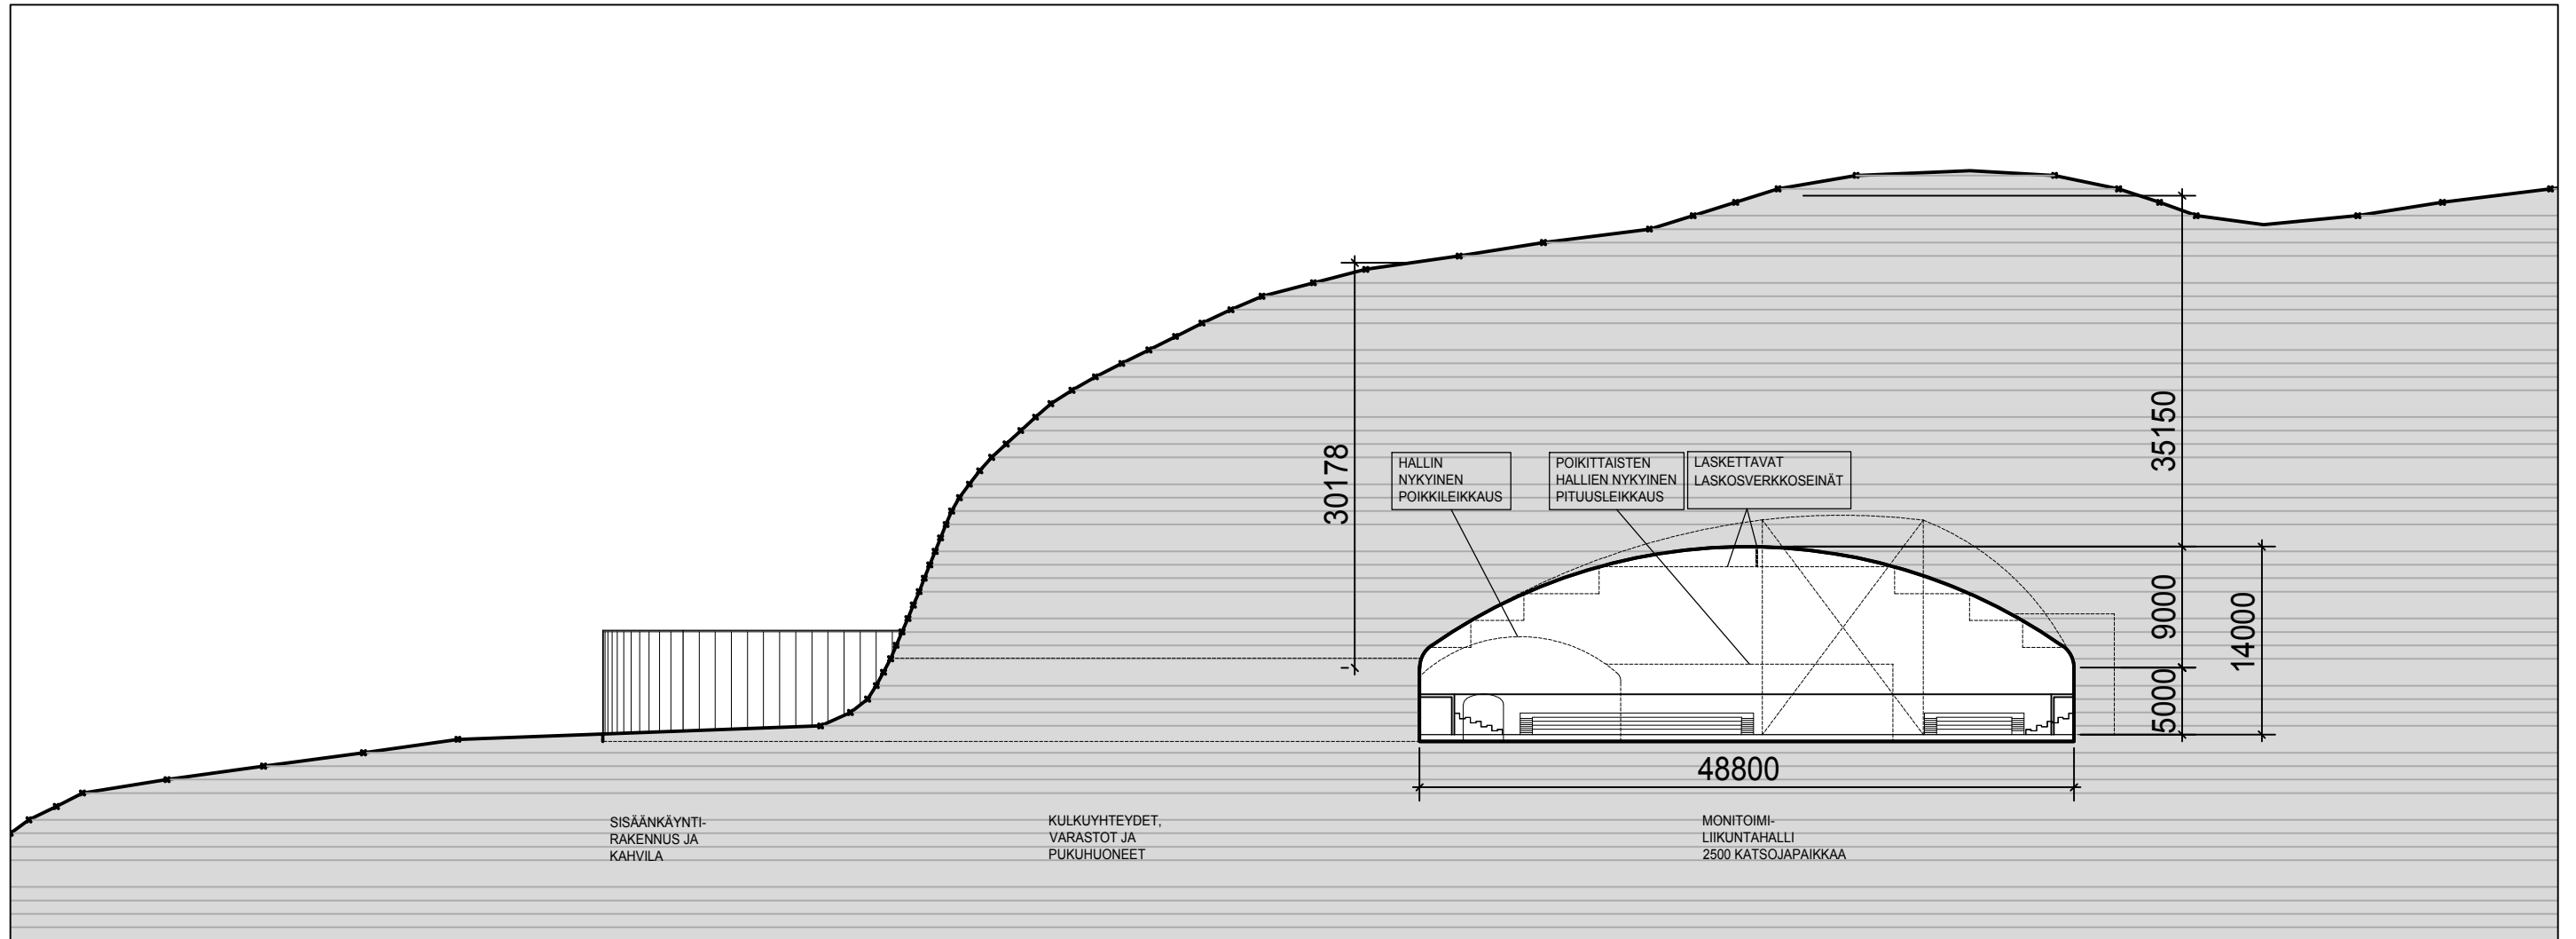 HALLIN
NYKYINEN
POIKKILEIKKAUS
POIKITTAISTEN
HALLIEN NYKYINEN
PITUUSLEIKKAUS
LASKETTAVAT
LASKOSVERKKOSEINÄT
30178
35150
9000
14000
5000
48800
SISÄÄNKÄYNTI-
RAKENNUS JA
KAHVILA
KULKUYHTEYDET,
VARASTOT JA
PUKUHUONEET
MONITOIMI-
LIIKUNTAHALLI
2500 KATSOJAPAIKKAA